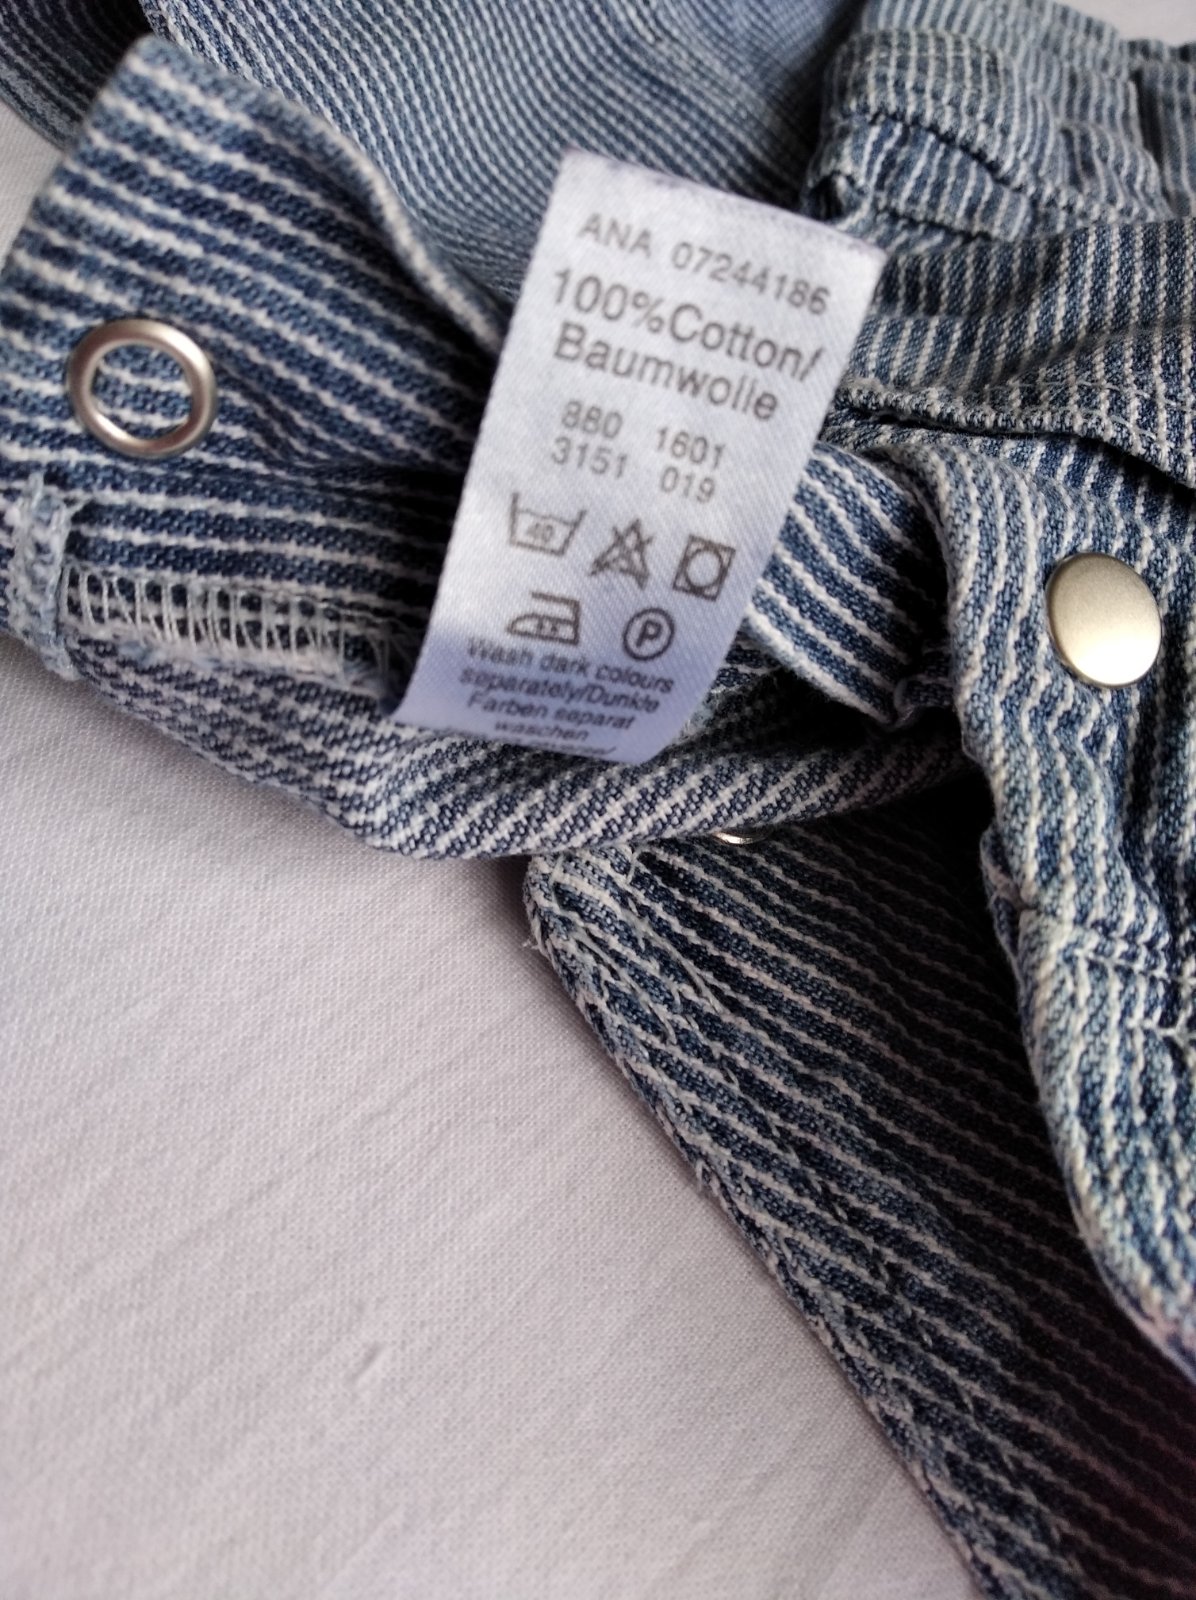 ANA 07244186
100%Cotton/
Baumwolle
880 1601
3151 019
40
P
Wash dark colours
separately/Dunkle
Farben separat
waschen